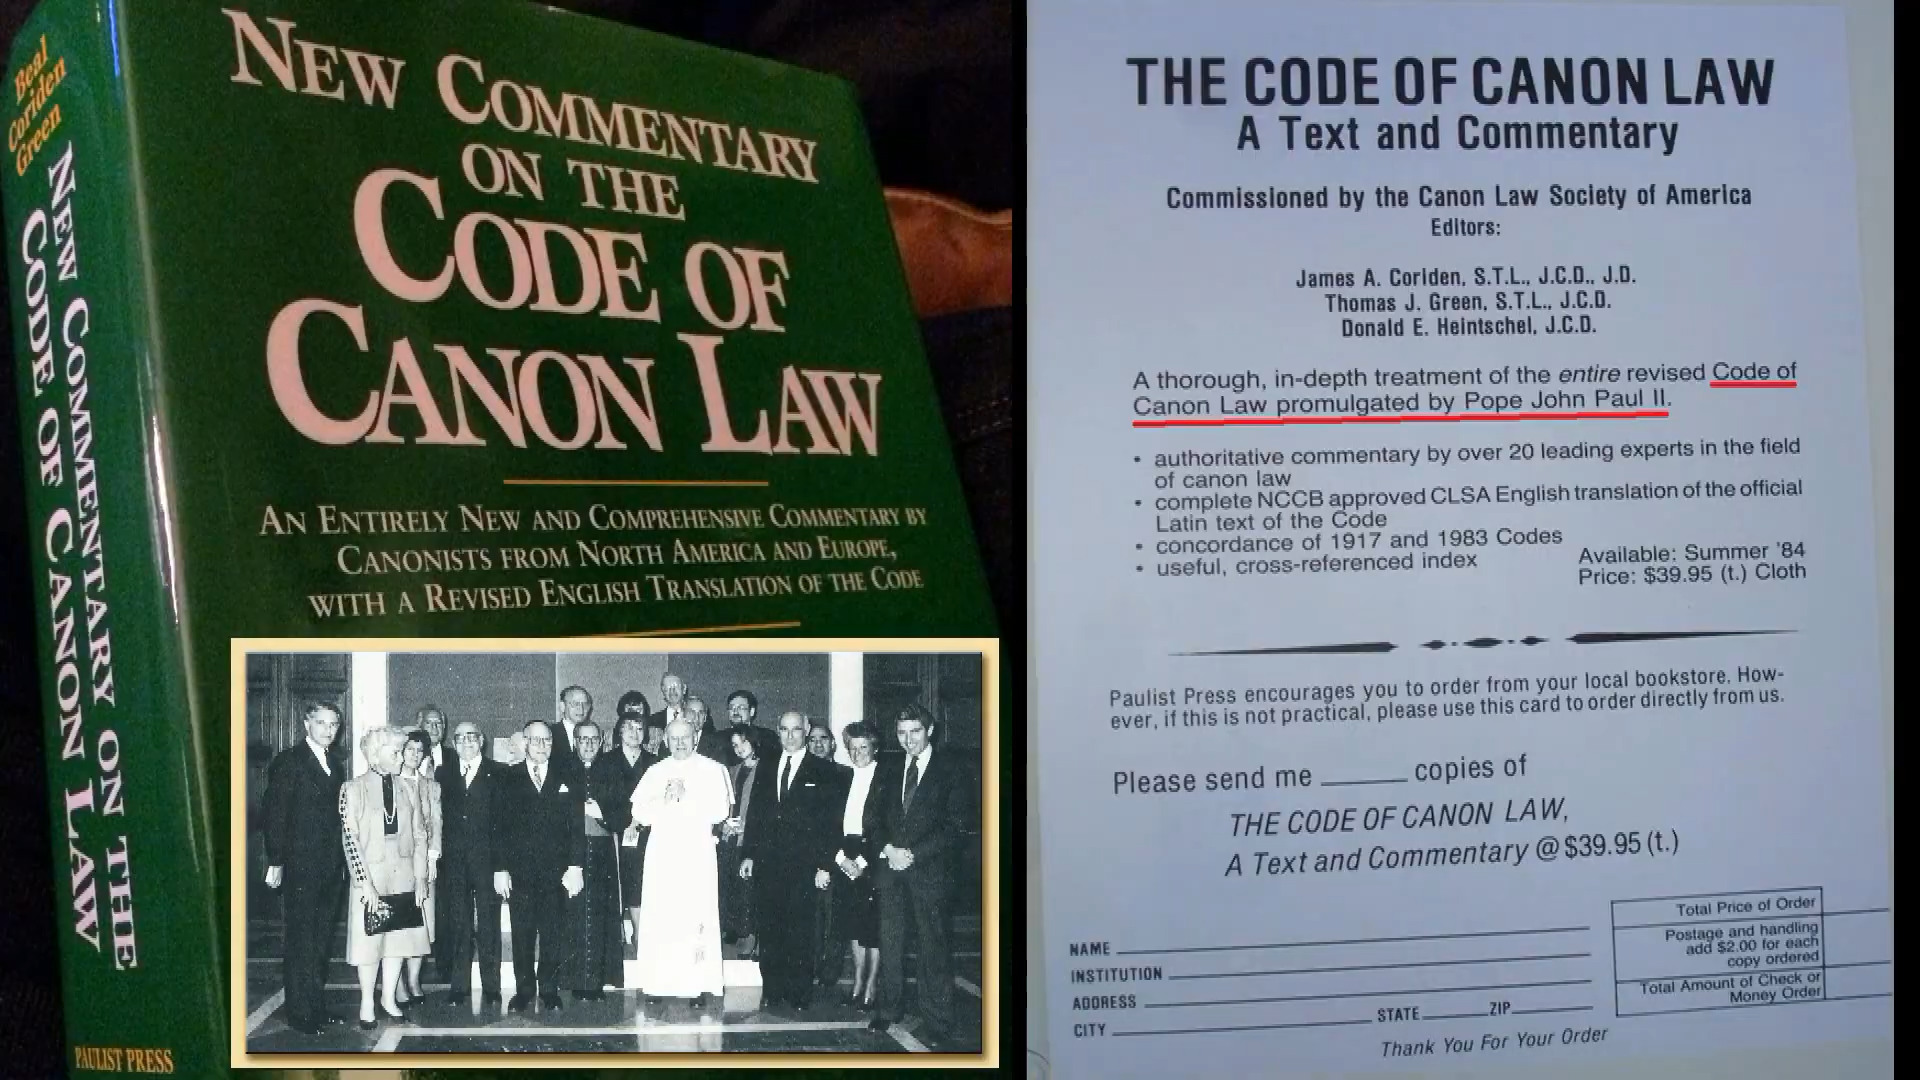 Beal
Coriden
Green
NEW COMMENTARY ON THE
CODE OF CANON LAW
PAULIST PRESS
NEW COMMENTARY
ON THE
CODE OF
CANON LAW
AN ENTIRELY NEW AND COMPREHENSIVE COMMENTARY BY
CANONISTS FROM NORTH AMERICA AND EUROPE,
WITH A REVISED ENGLISH TRANSLATION OF THE CODE
THE CODE OF CANON LAW
A Text and Commentary
Commissioned by the Canon Law Society of America
Editors:
James A. Coriden, S.T.L., J.C.D., J.D.
Thomas J. Green, S.T.L., J.C.D.
Donald E. Heintschel, J.C.D.
A thorough, in-depth treatment of the entire revised Code of
Canon Law promulgated by Pope John Paul II.
• authoritative commentary by over 20 leading experts in the field
of canon law
• complete NCCB approved CLSA English translation of the official
Latin text of the Code
• concordance of 1917 and 1983 Codes
• useful, cross-referenced index
Available: Summer '84
Price: $39.95 (t.) Cloth
Paulist Press encourages you to order from your local bookstore. How-
ever, if this is not practical, please use this card to order directly from us.
Please send me ______ copies of
THE CODE OF CANON LAW,
A Text and Commentary @ $39.95 (t.)
Total Price of Order
Postage and handling
add $2.00 for each
copy ordered
Total Amount of Check or
Money Order
NAME
INSTITUTION
ADDRESS
CITY STATE ZIP
Thank You For Your Order